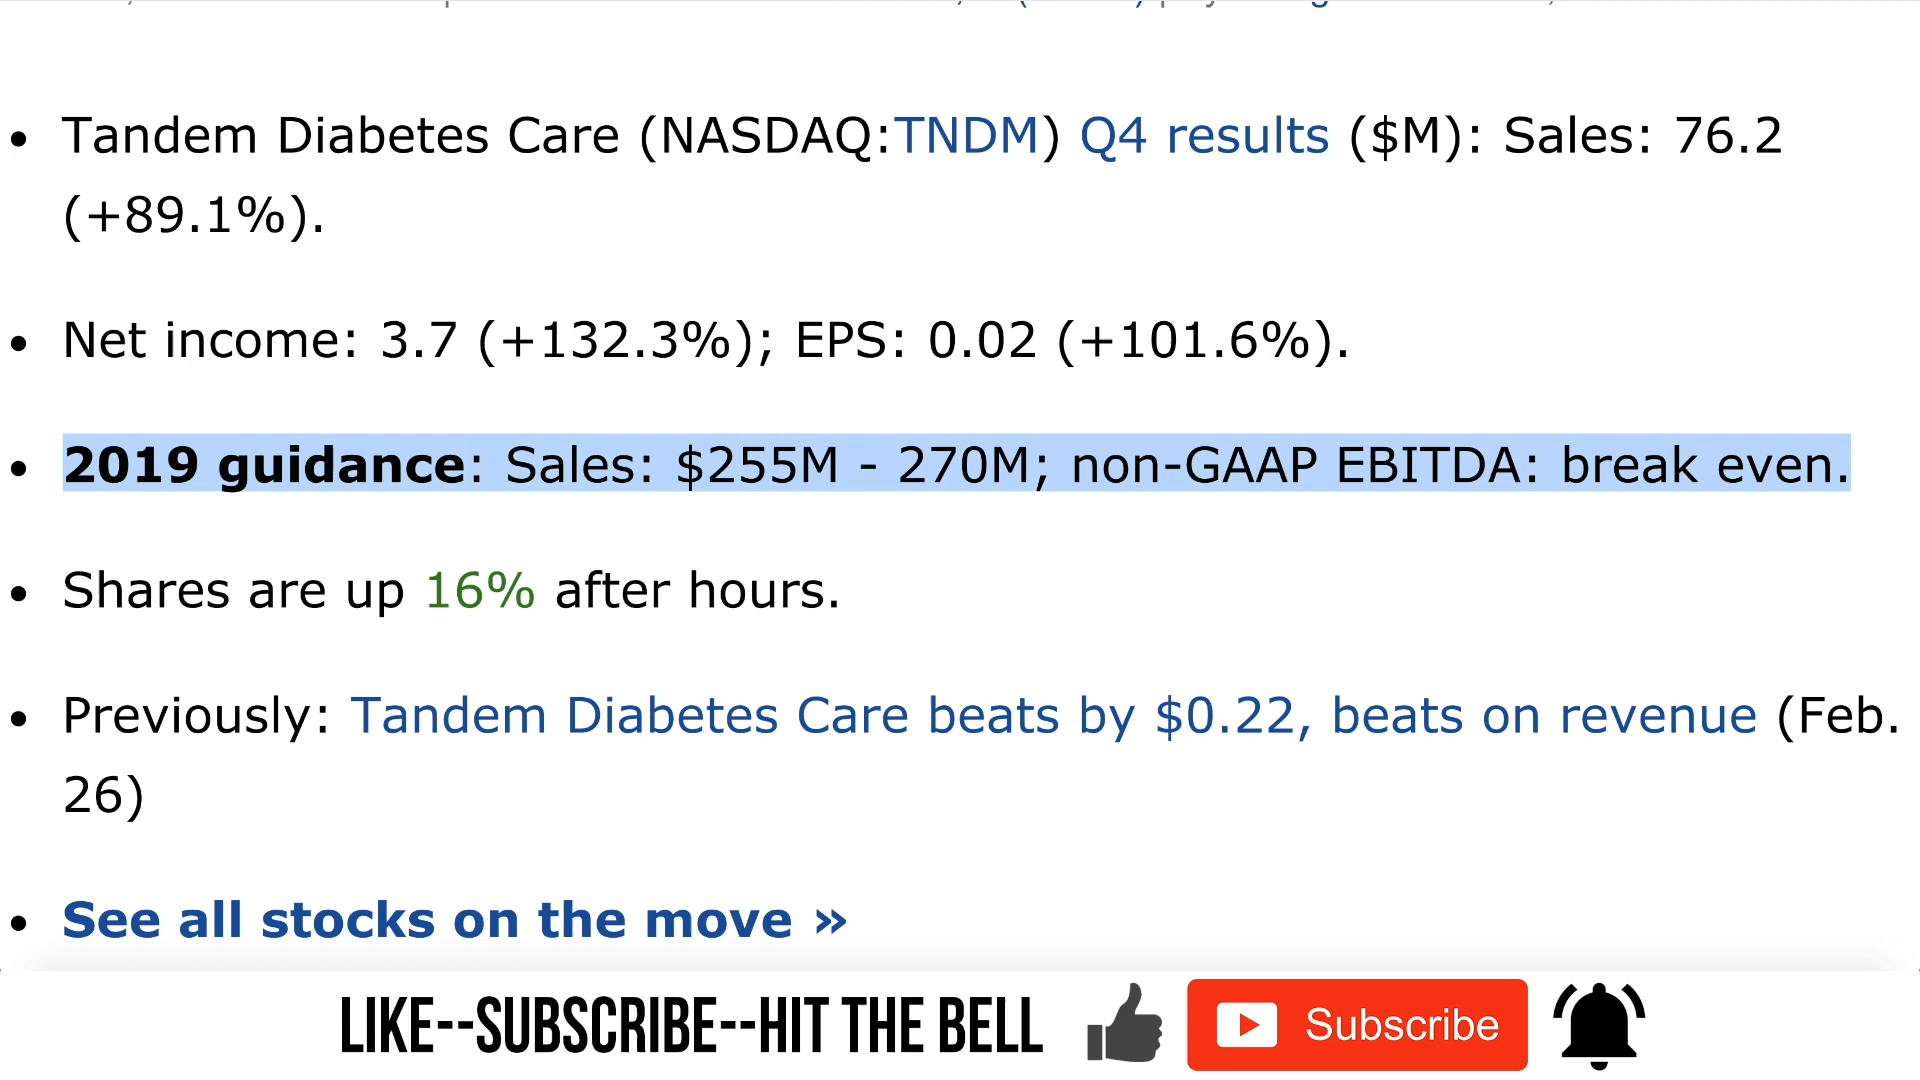 Tandem Diabetes Care (NASDAQ:TNDM) Q4 results ($M): Sales: 76.2
(+89.1%).
Net income: 3.7 (+132.3%); EPS: 0.02 (+101.6%).
2019 guidance: Sales: $255M - 270M; non-GAAP EBITDA: break even.
Shares are up 16% after hours.
Previously: Tandem Diabetes Care beats by $0.22, beats on revenue (Feb.
26)
See all stocks on the move »
LIKE--SUBSCRIBE--HIT THE BELL
Subscribe